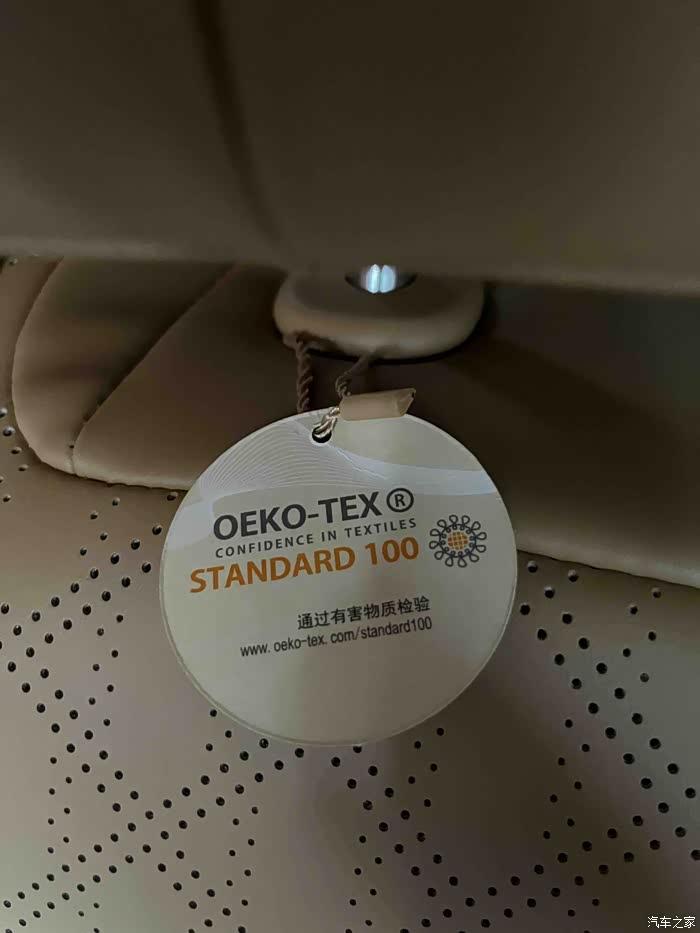 OEKO-TEX®
CONFIDENCE IN TEXTILES
STANDARD 100
通过有害物质检验
www.oeko-tex.com/standard100
汽车之家